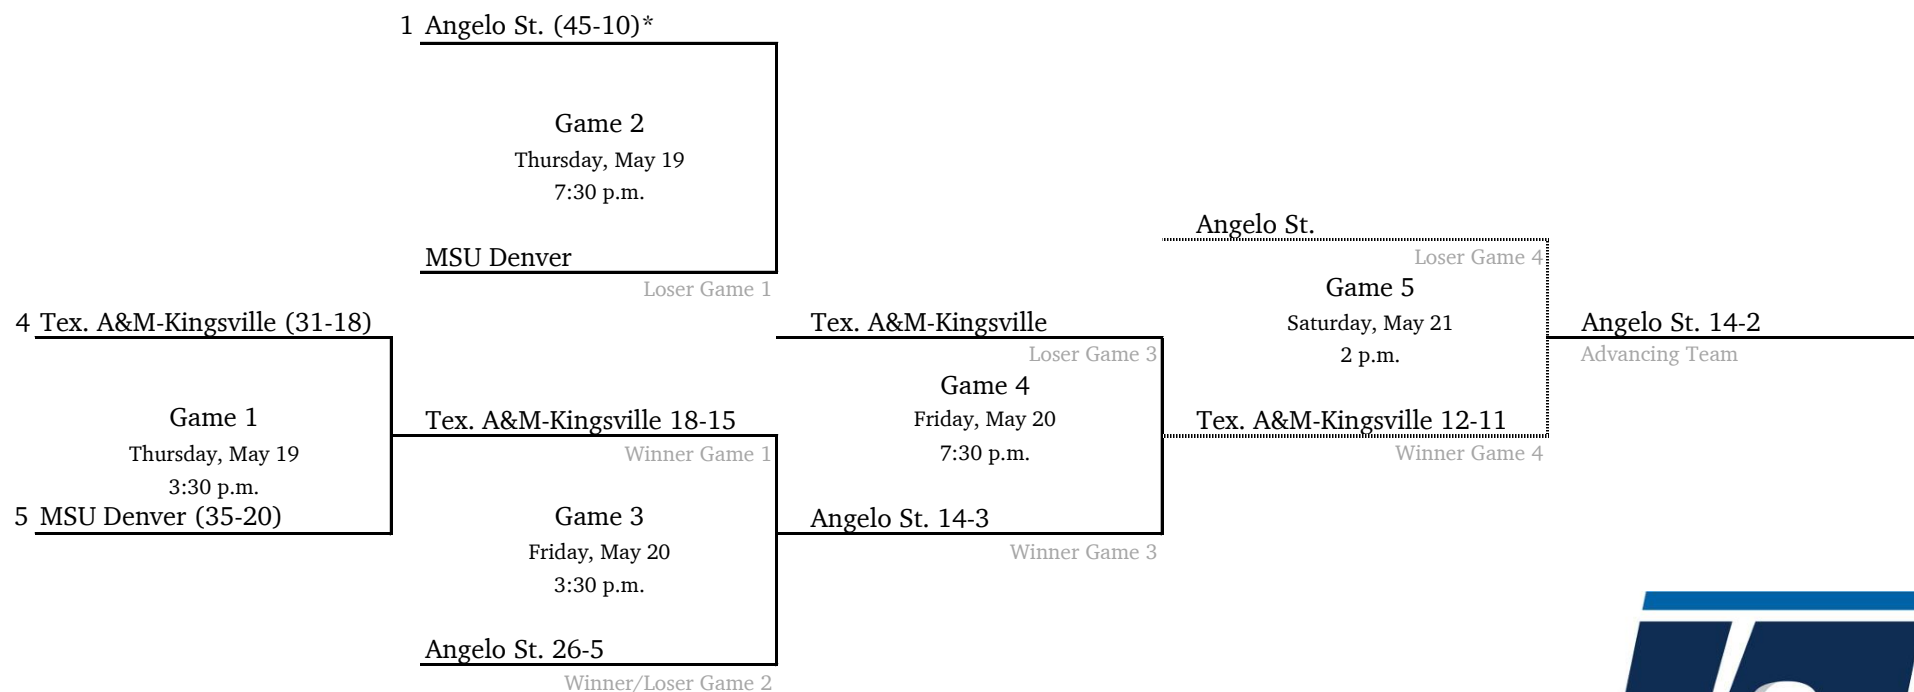 1 Angelo St. (45-10)*
Game 2
Thursday, May 19
7:30 p.m.
MSU Denver
Loser Game 1
4 Tex. A&M-Kingsville (31-18)
Game 1
Thursday, May 19
3:30 p.m.
5 MSU Denver (35-20)
Tex. A&M-Kingsville 18-15
Winner Game 1
Game 3
Friday, May 20
3:30 p.m.
Angelo St. 26-5
Winner/Loser Game 2
Tex. A&M-Kingsville
Loser Game 3
Game 4
Friday, May 20
7:30 p.m.
Angelo St. 14-3
Winner Game 3
Angelo St.
Loser Game 4
Game 5
Saturday, May 21
2 p.m.
Tex. A&M-Kingsville 12-11
Winner Game 4
Angelo St. 14-2
Advancing Team